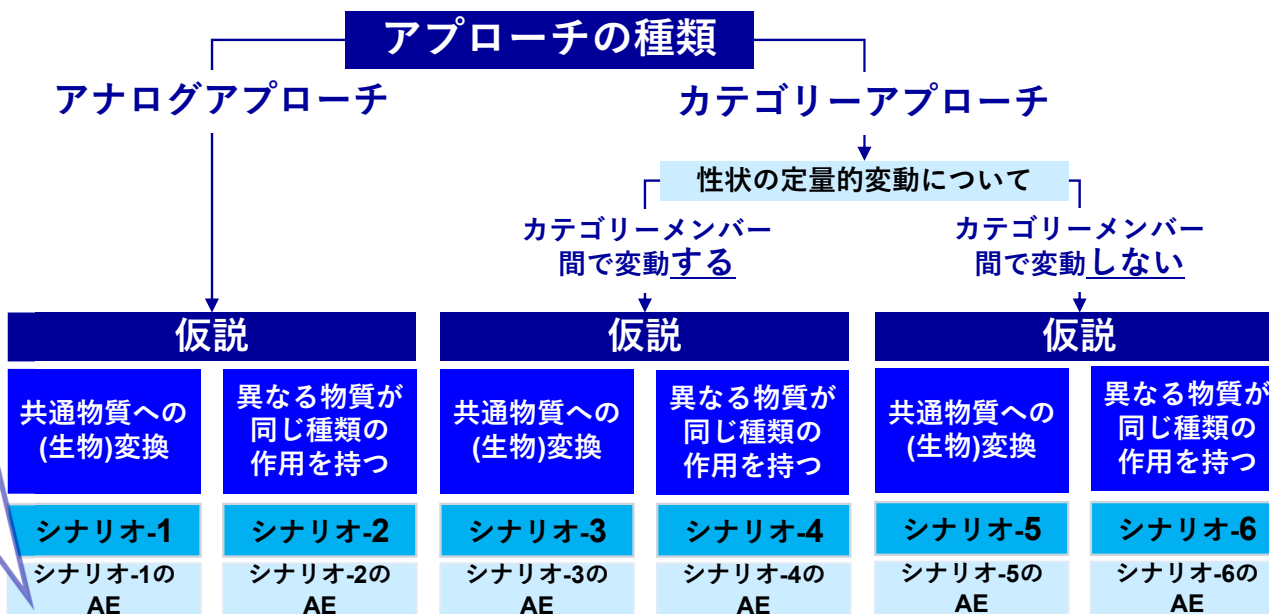 アプローチの種類
アナログアプローチ
カテゴリーアプローチ
性状の定量的変動について
カテゴリーメンバー
間で変動する
カテゴリーメンバー
間で変動しない
仮説
仮説
仮説
共通物質への
(生物)変換
異なる物質が
同じ種類の
作用を持つ
共通物質への
(生物)変換
異なる物質が
同じ種類の
作用を持つ
共通物質への
(生物)変換
異なる物質が
同じ種類の
作用を持つ
シナリオ-1
シナリオ-2
シナリオ-3
シナリオ-4
シナリオ-5
シナリオ-6
シナリオ-1の
AE
シナリオ-2の
AE
シナリオ-3の
AE
シナリオ-4の
AE
シナリオ-5の
AE
シナリオ-6の
AE